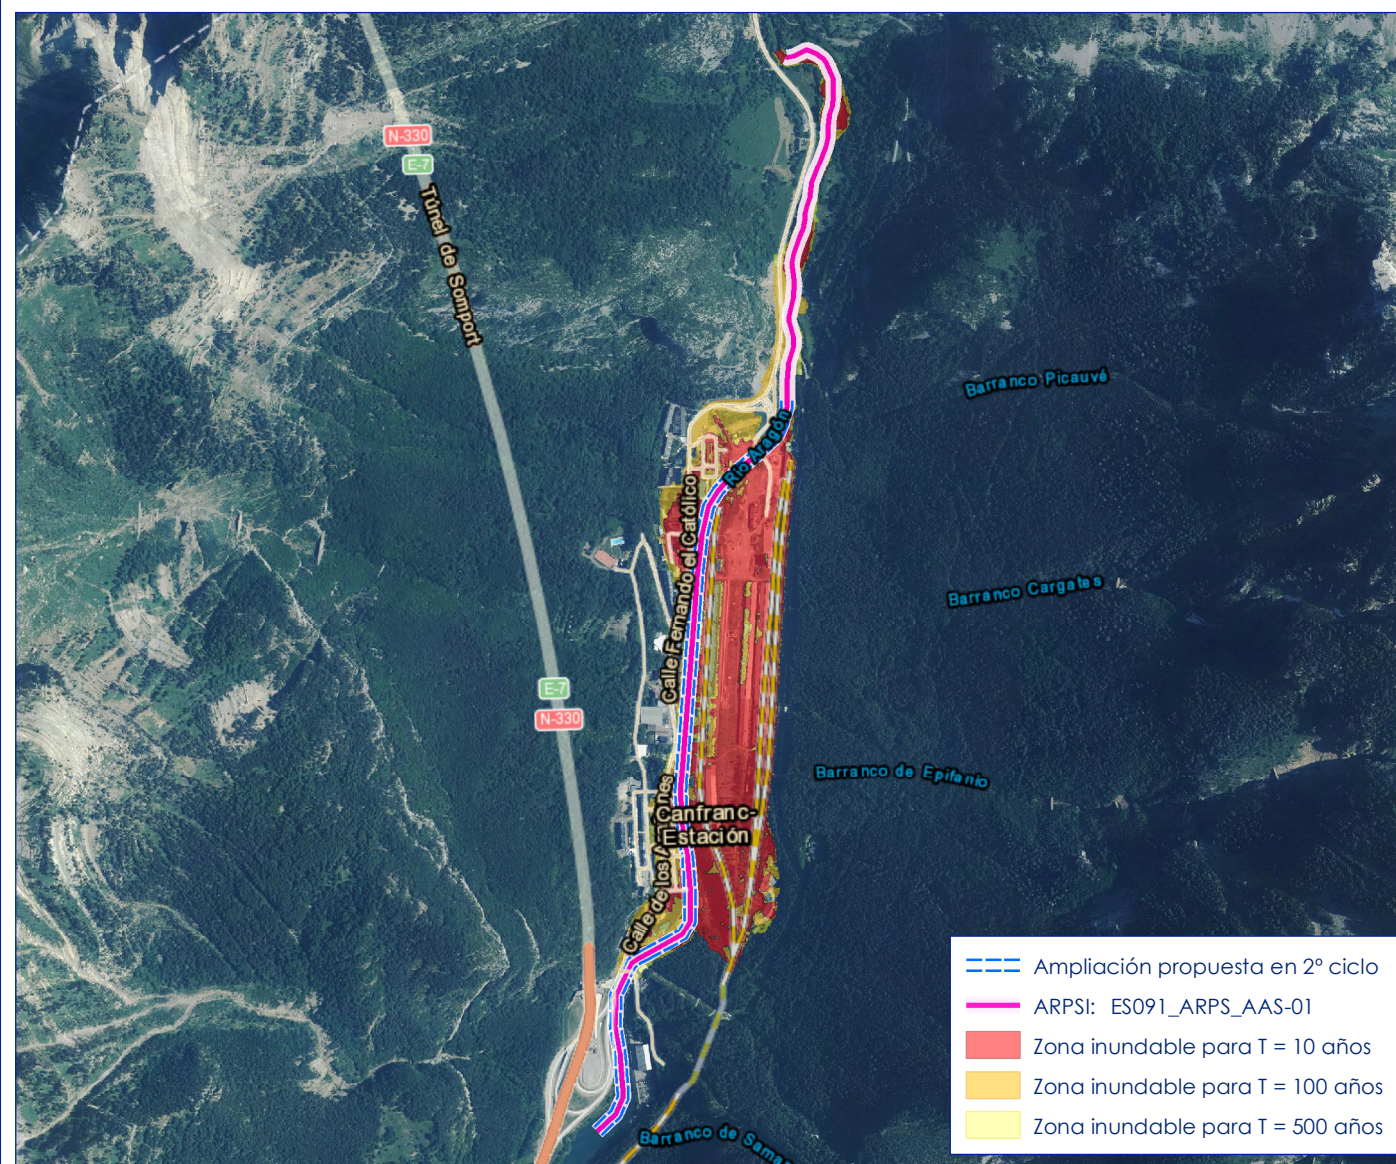 N-330
E-7
Túnel de Somport
Barranco Picauvé
Río Aragón
Calle Fernando el Católico
Barranco Cargates
E-7
N-330
Barranco de Epifanio
Canfranc-
Estación
Calle de los
Barranco de
Ampliación propuesta en 2º ciclo
ARPSI: ES091_ARPS_AAS-01
Zona inundable para T = 10 años
Zona inundable para T = 100 años
Zona inundable para T = 500 años